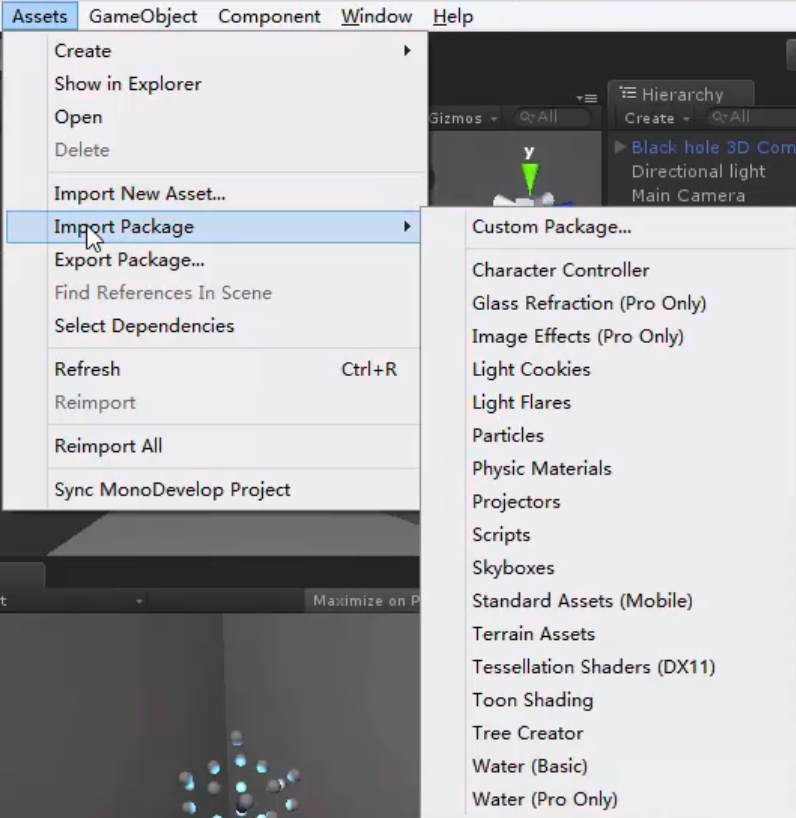 Assets GameObject Component Window Help
Create
Show in Explorer
Open
Delete
Import New Asset...
Import Package
Export Package...
Find References In Scene
Select Dependencies
Refresh Ctrl+R
Reimport
Reimport All
Sync MonoDevelop Project
Gizmos All
y
Hierarchy
Create All
Black hole 3D Com
Directional light
Main Camera
Custom Package...
Character Controller
Glass Refraction (Pro Only)
Image Effects (Pro Only)
Light Cookies
Light Flares
Particles
Physic Materials
Projectors
Scripts
Skyboxes
Standard Assets (Mobile)
Terrain Assets
Tessellation Shaders (DX11)
Toon Shading
Tree Creator
Water (Basic)
Water (Pro Only)
t Maximize on P